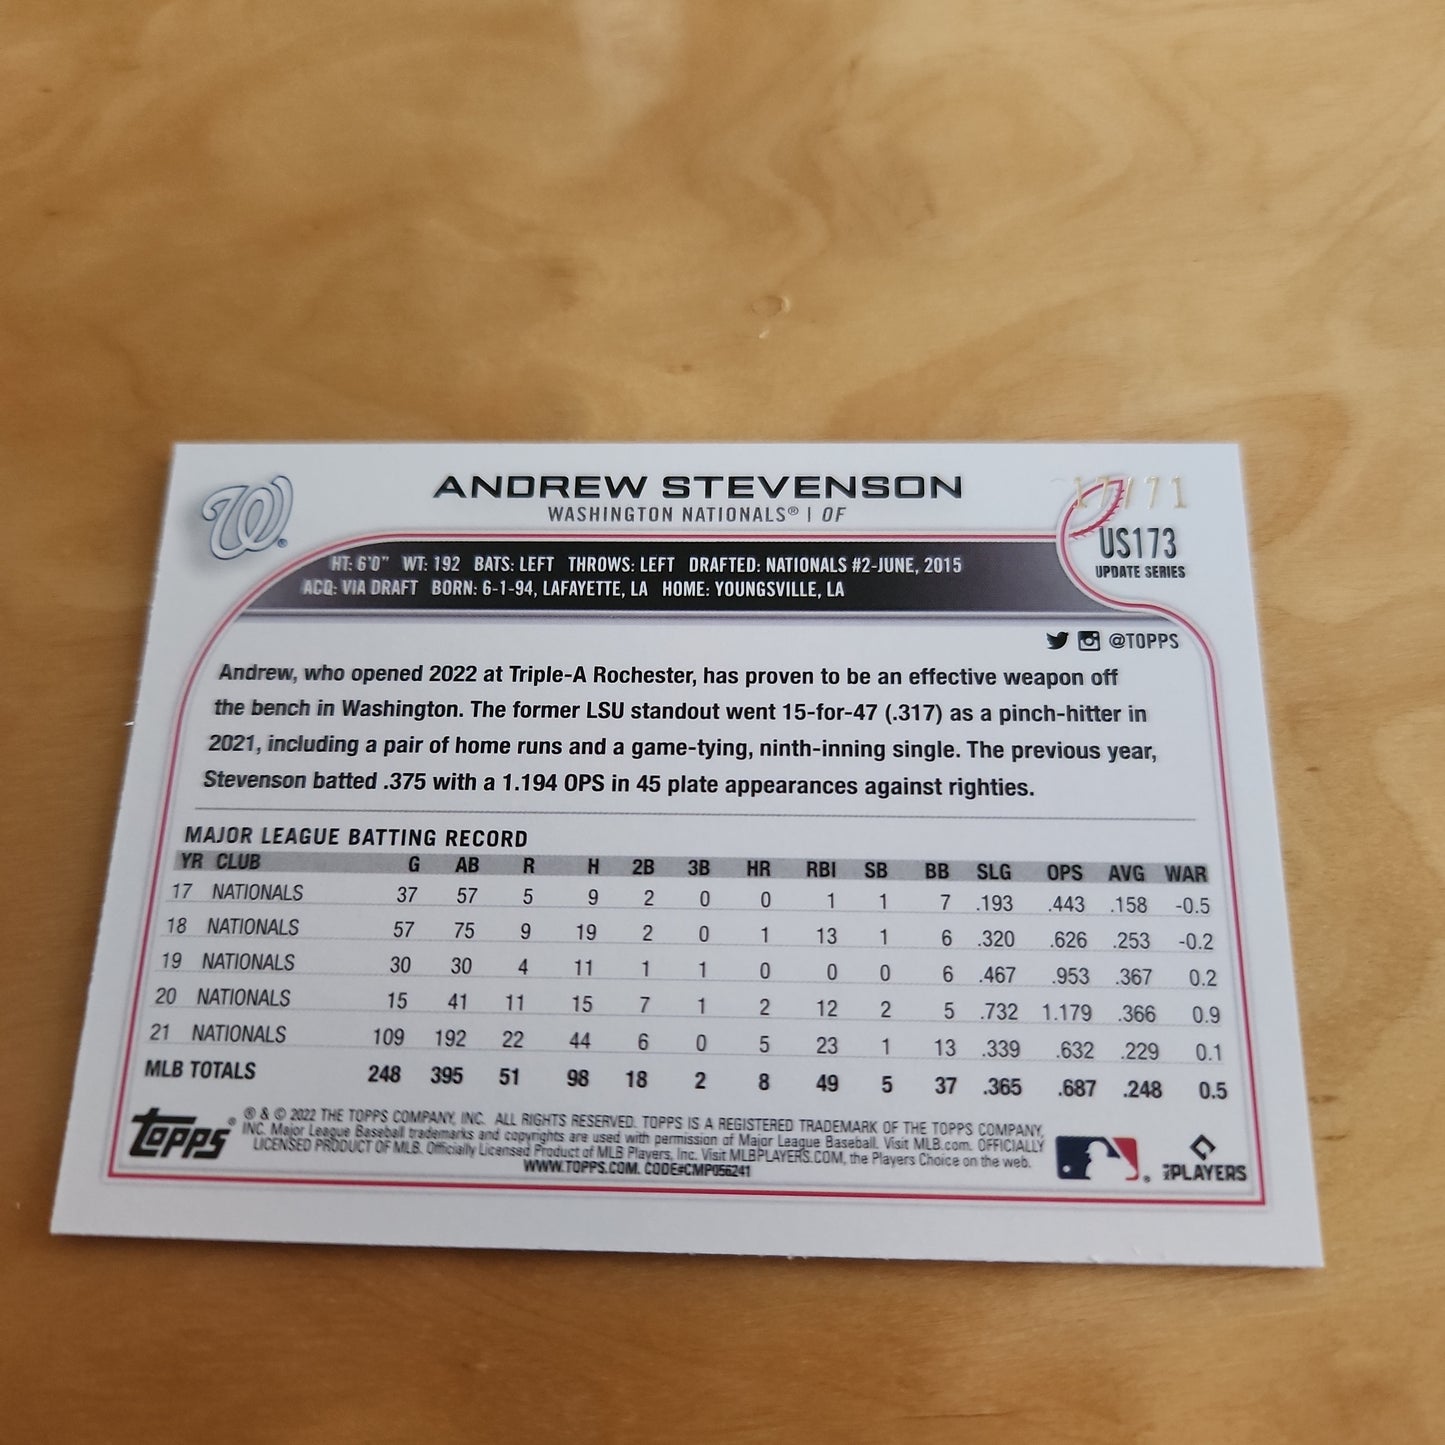 W®
ANDREW STEVENSON
WASHINGTON NATIONALS® | OF
17/71
US173
UPDATE SERIES
HT: 6'0" WT: 192 BATS: LEFT THROWS: LEFT DRAFTED: NATIONALS #2-JUNE, 2015
ACQ: VIA DRAFT BORN: 6-1-94, LAFAYETTE, LA HOME: YOUNGSVILLE, LA
@TOPPS
Andrew, who opened 2022 at Triple-A Rochester, has proven to be an effective weapon off
the bench in Washington. The former LSU standout went 15-for-47 (.317) as a pinch-hitter in
2021, including a pair of home runs and a game-tying, ninth-inning single. The previous year,
Stevenson batted .375 with a 1.194 OPS in 45 plate appearances against righties.
MAJOR LEAGUE BATTING RECORD
YR CLUB G AB R H 2B 3B HR RBI SB BB SLG OPS AVG WAR
17 NATIONALS 37 57 5 9 2 0 0 1 1 7 .193 .443 .158 -0.5
18 NATIONALS 57 75 9 19 2 0 1 13 1 6 .320 .626 .253 -0.2
19 NATIONALS 30 30 4 11 1 1 0 0 0 6 .467 .953 .367 0.2
20 NATIONALS 15 41 11 15 7 1 2 12 2 5 .732 1.179 .366 0.9
21 NATIONALS 109 192 22 44 6 0 5 23 1 13 .339 .632 .229 0.1
MLB TOTALS 248 395 51 98 18 2 8 49 5 37 .365 .687 .248 0.5
topps®
® & © 2022 THE TOPPS COMPANY, INC. ALL RIGHTS RESERVED. TOPPS IS A REGISTERED TRADEMARK OF THE TOPPS COMPANY,
INC. Major League Baseball trademarks and copyrights are used with permission of Major League Baseball. Visit MLB.com. OFFICIALLY
LICENSED PRODUCT OF MLB. Officially Licensed Product of MLB Players, Inc. Visit MLBPLAYERS.COM, the Players Choice on the web.
WWW.TOPPS.COM. CODE#CMP056241
MLB PLAYERS